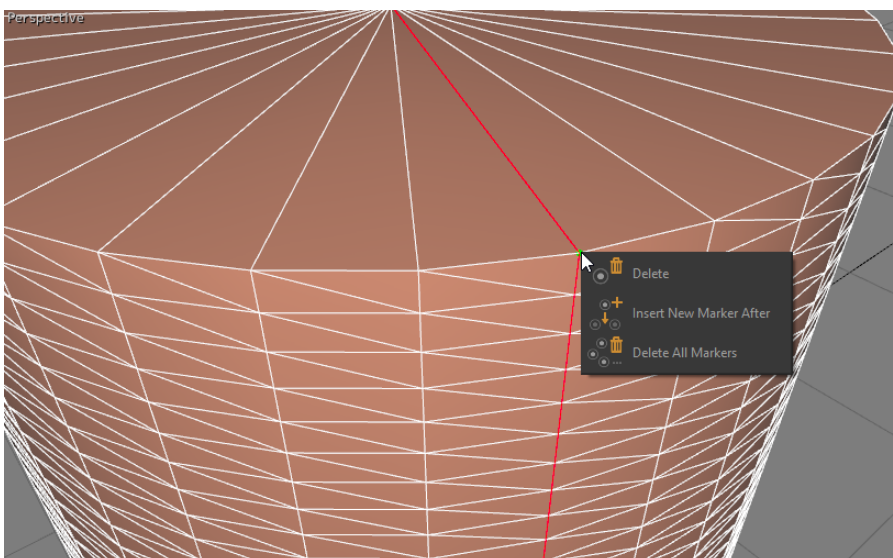 Perspective
Delete
Insert New Marker After
Delete All Markers